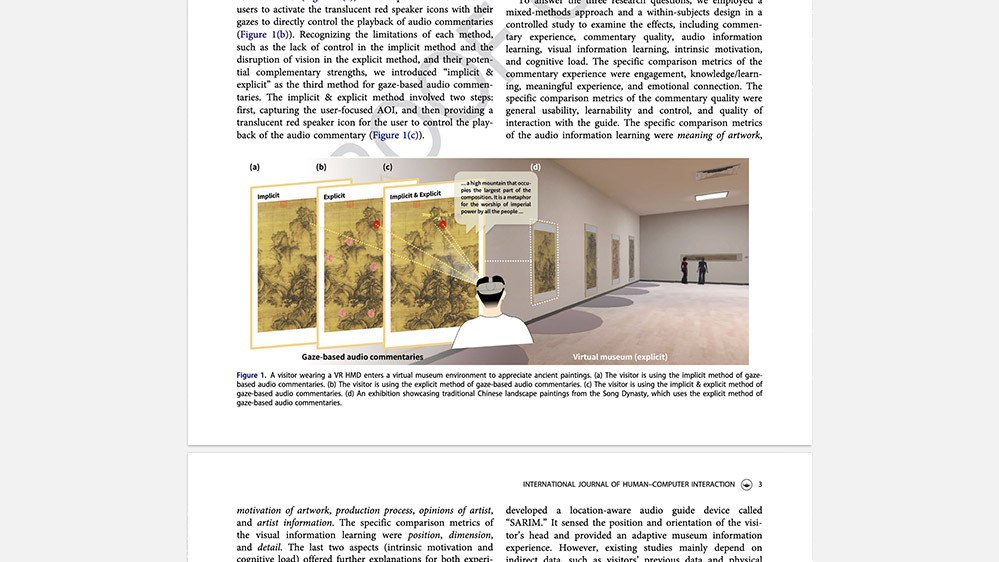 users to activate the translucent red speaker icons with their
gazes to directly control the playback of audio commentaries
(Figure 1(b)). Recognizing the limitations of each method,
such as the lack of control in the implicit method and the
disruption of vision in the explicit method, and their poten-
tial complementary strengths, we introduced “implicit &
explicit” as the third method for gaze-based audio commen-
taries. The implicit & explicit method involved two steps:
first, capturing the user-focused AOI, and then providing a
translucent red speaker icon for the user to control the play-
back of the audio commentary (Figure 1(c)).
To answer the three research questions, we employed a
mixed-methods approach and a within-subjects design in a
controlled study to examine the effects, including commen-
tary experience, commentary quality, audio information
learning, visual information learning, intrinsic motivation,
and cognitive load. The specific comparison metrics of the
commentary experience were engagement, knowledge/learn-
ing, meaningful experience, and emotional connection. The
specific comparison metrics of the commentary quality were
general usability, learnability and control, and quality of
interaction with the guide. The specific comparison metrics
of the audio information learning were meaning of artwork,
(a)
(b)
(c)
(d)
Implicit
Explicit
Implicit & Explicit
... a high mountain that occu-
pies the largest part of the
composition. It is a metaphor
for the worship of imperial
power by all the people ...
Gaze-based audio commentaries
Virtual museum (explicit)
Figure 1. A visitor wearing a VR HMD enters a virtual museum environment to appreciate ancient paintings. (a) The visitor is using the implicit method of gaze-
based audio commentaries. (b) The visitor is using the explicit method of gaze-based audio commentaries. (c) The visitor is using the implicit & explicit method of
gaze-based audio commentaries. (d) An exhibition showcasing traditional Chinese landscape paintings from the Song Dynasty, which uses the explicit method of
gaze-based audio commentaries.
INTERNATIONAL JOURNAL OF HUMAN–COMPUTER INTERACTION 3
motivation of artwork, production process, opinions of artist,
and artist information. The specific comparison metrics of
the visual information learning were position, dimension,
and detail. The last two aspects (intrinsic motivation and
cognitive load) offered further explanations for both experi-
developed a location-aware audio guide device called
“SARIM.” It sensed the position and orientation of the visi-
tor’s head and provided an adaptive museum information
experience. However, existing studies mainly depend on
indirect data, such as visitors’ previous data and physical